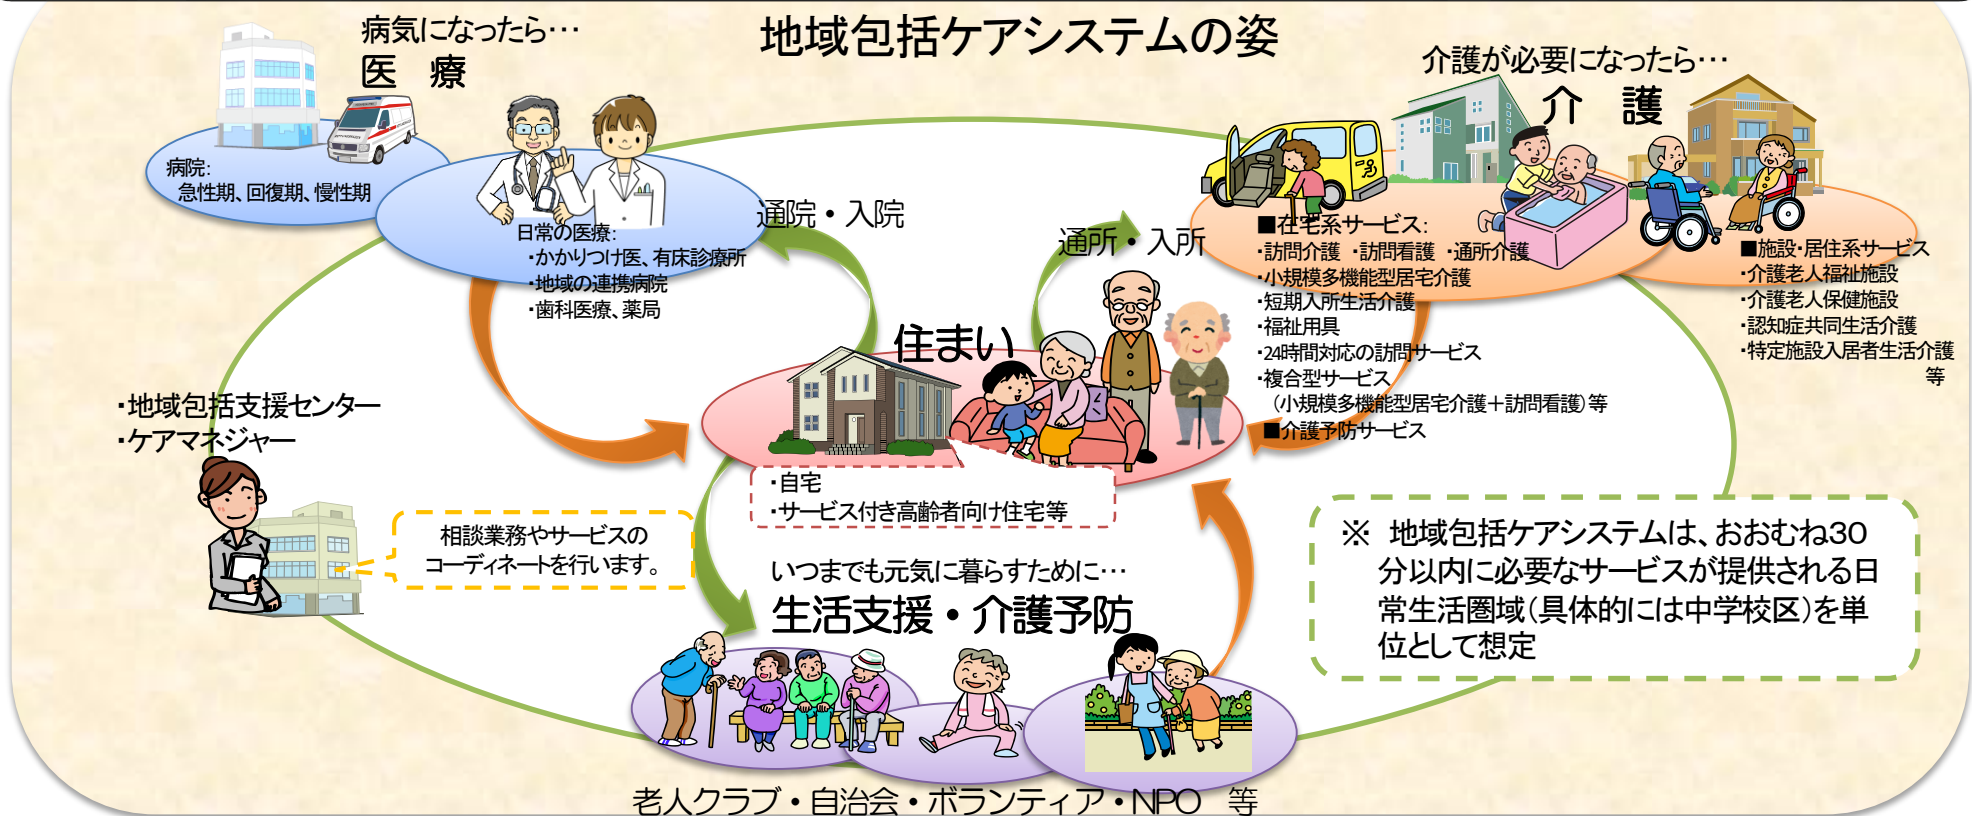 地域包括ケアシステムの姿
病気になったら…
医　療
病院:
急性期、回復期、慢性期
日常の医療:
・かかりつけ医、有床診療所
・地域の連携病院
・歯科医療、薬局
通院・入院
通所・入所
介護が必要になったら…
介　護
■在宅系サービス:
・訪問介護 ・訪問看護 ・通所介護
・小規模多機能型居宅介護
・短期入所生活介護
・福祉用具
・24時間対応の訪問サービス
・複合型サービス
（小規模多機能型居宅介護＋訪問看護）等
■介護予防サービス
■施設・居住系サービス
・介護老人福祉施設
・介護老人保健施設
・認知症共同生活介護
・特定施設入居者生活介護
等
住まい
・自宅
・サービス付き高齢者向け住宅等
・地域包括支援センター
・ケアマネジャー
相談業務やサービスの
コーディネートを行います。
いつまでも元気に暮らすために…
生活支援・介護予防
老人クラブ・自治会・ボランティア・NPO　等
※　地域包括ケアシステムは、おおむね30
分以内に必要なサービスが提供される日
常生活圏域（具体的には中学校区）を単
位として想定